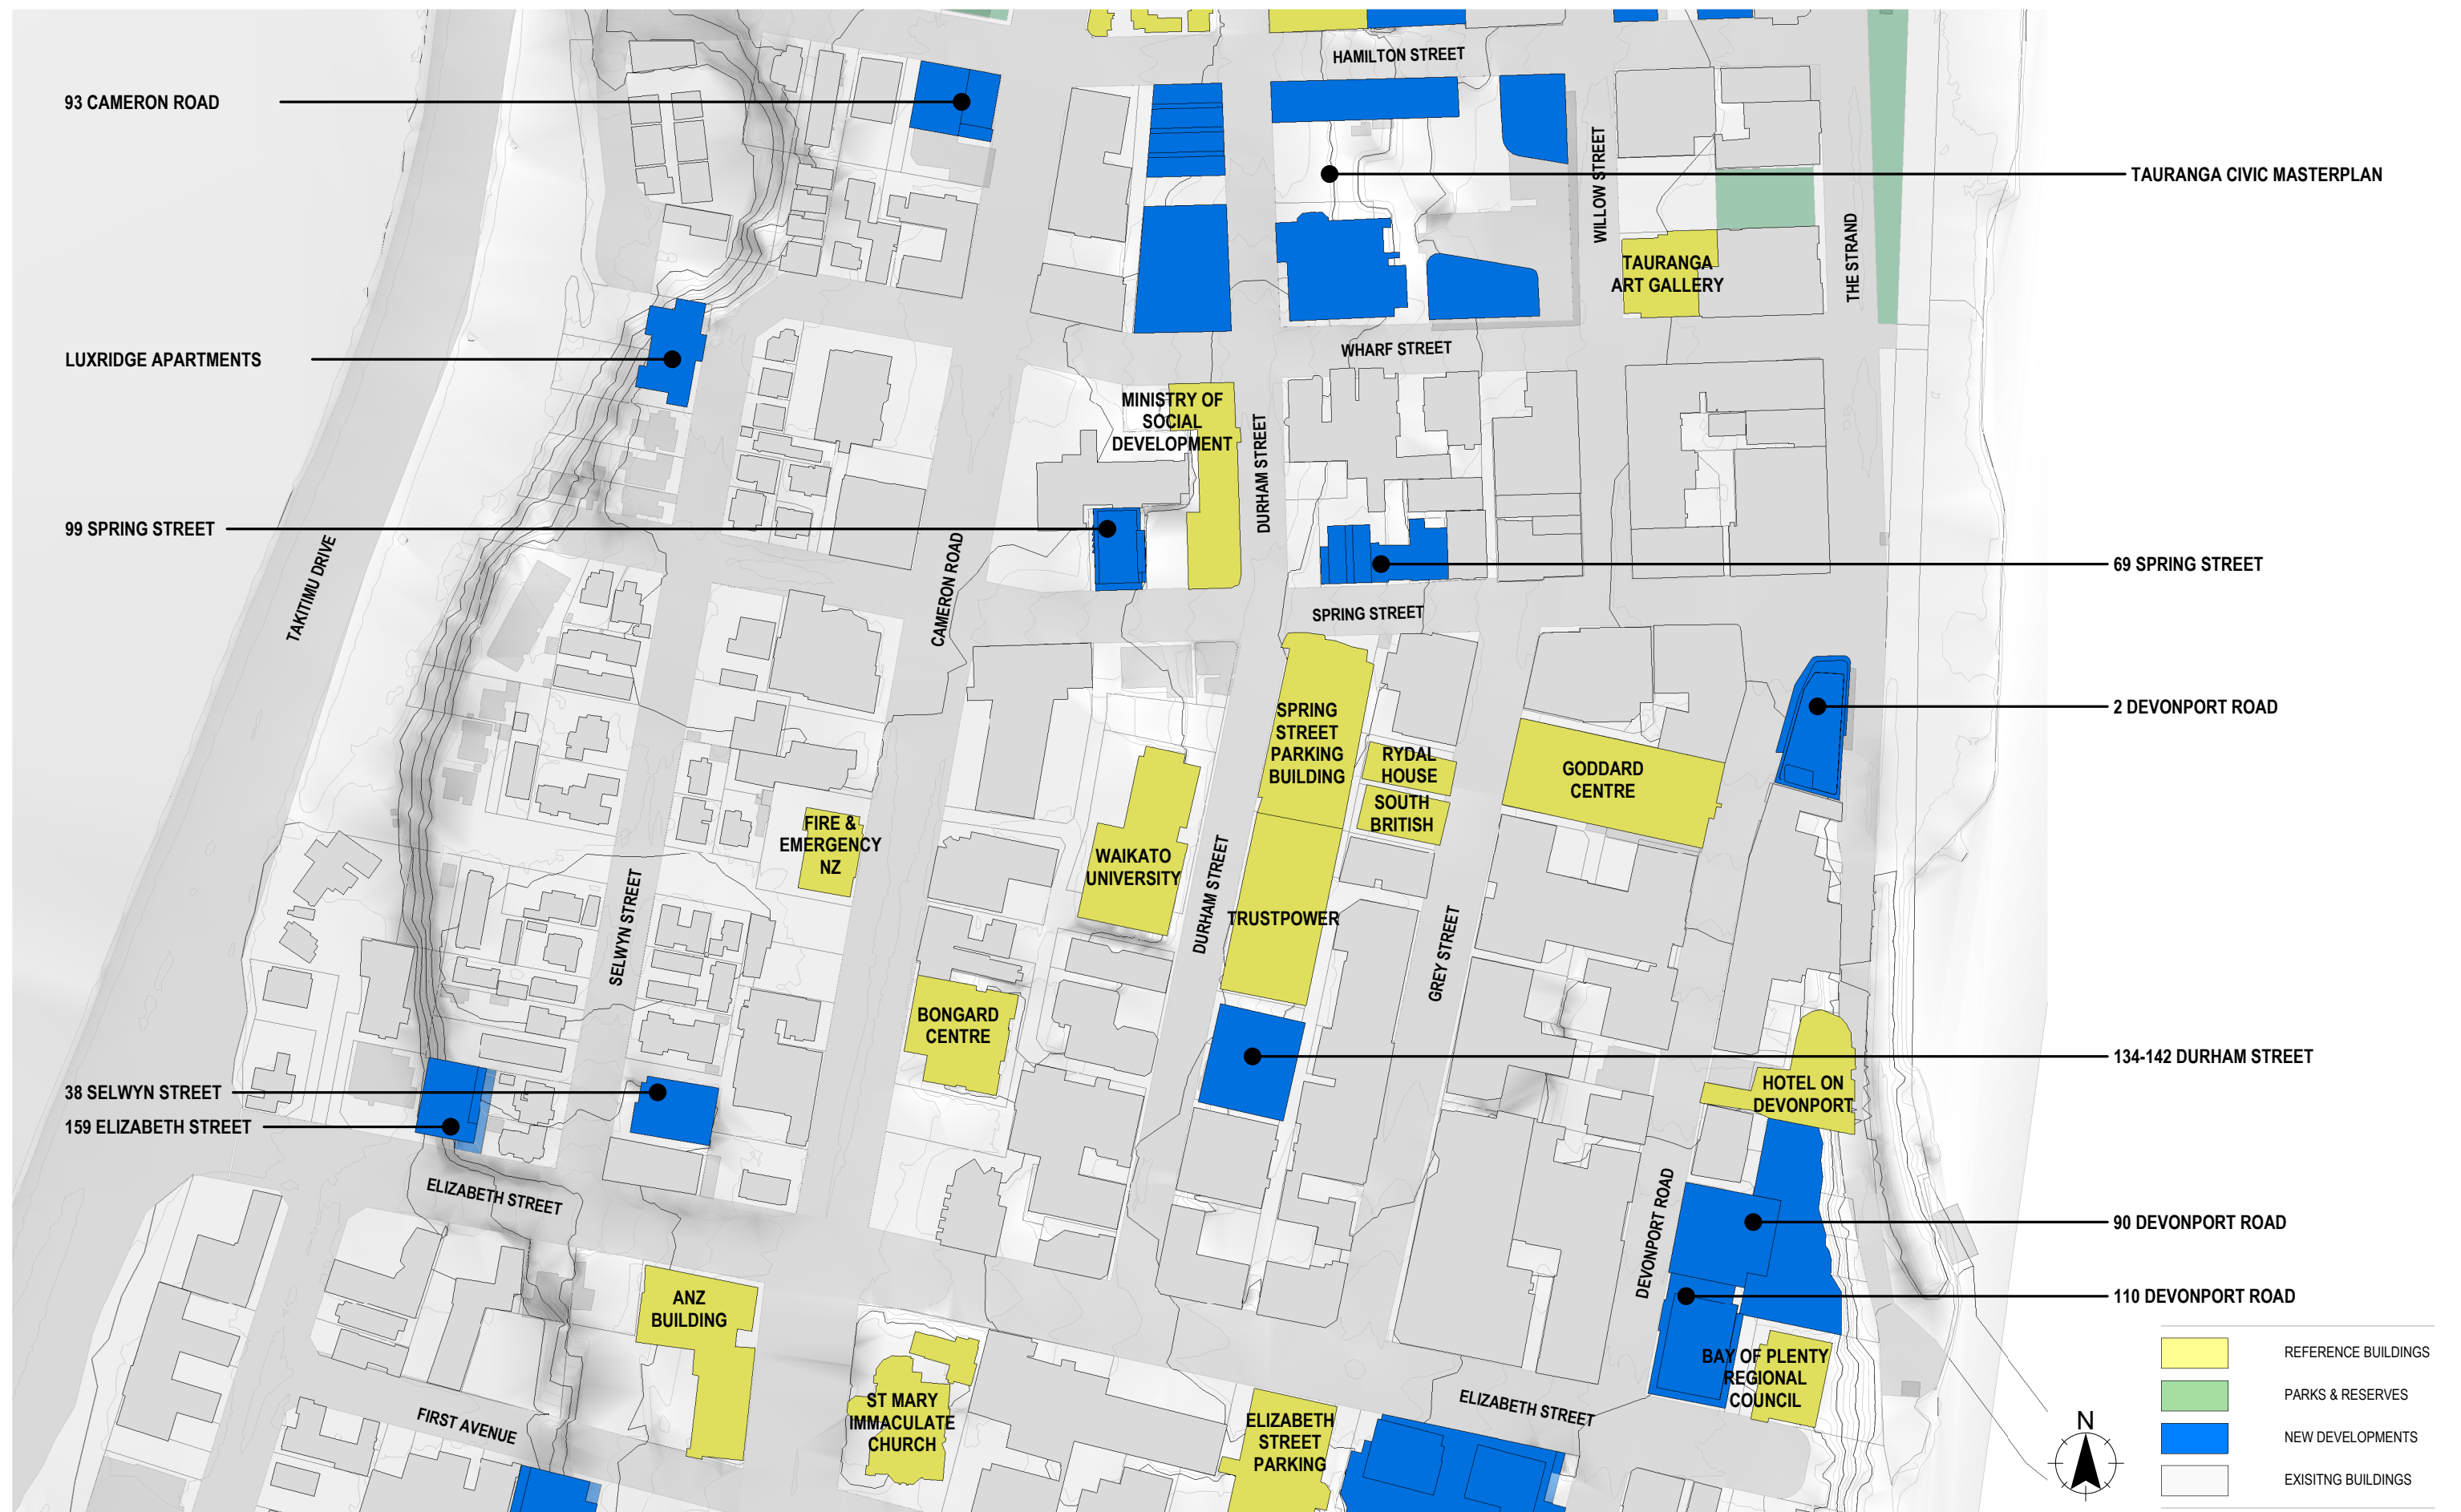 HAMILTON STREET
93 CAMERON ROAD
TAURANGA CIVIC MASTERPLAN
WILLOW STREET
THE STRAND
TAURANGA
ART GALLERY
LUXRIDGE APARTMENTS
WHARF STREET
MINISTRY OF
SOCIAL
DEVELOPMENT
DURHAM STREET
99 SPRING STREET
69 SPRING STREET
TAKITIMU DRIVE
CAMERON ROAD
SPRING STREET
2 DEVONPORT ROAD
SPRING
STREET
PARKING
BUILDING
RYDAL
HOUSE
SOUTH
BRITISH
GODDARD
CENTRE
FIRE &
EMERGENCY
NZ
WAIKATO
UNIVERSITY
DURHAM STREET
TRUSTPOWER
SELWYN STREET
GREY STREET
BONGARD
CENTRE
134-142 DURHAM STREET
38 SELWYN STREET
159 ELIZABETH STREET
HOTEL ON
DEVONPORT
ELIZABETH STREET
DEVONPORT ROAD
90 DEVONPORT ROAD
110 DEVONPORT ROAD
ANZ
BUILDING
BAY OF PLENTY
REGIONAL
COUNCIL
ST MARY
IMMACULATE
CHURCH
FIRST AVENUE
ELIZABETH
STREET
PARKING
ELIZABETH STREET
N
REFERENCE BUILDINGS
PARKS & RESERVES
NEW DEVELOPMENTS
EXISITNG BUILDINGS